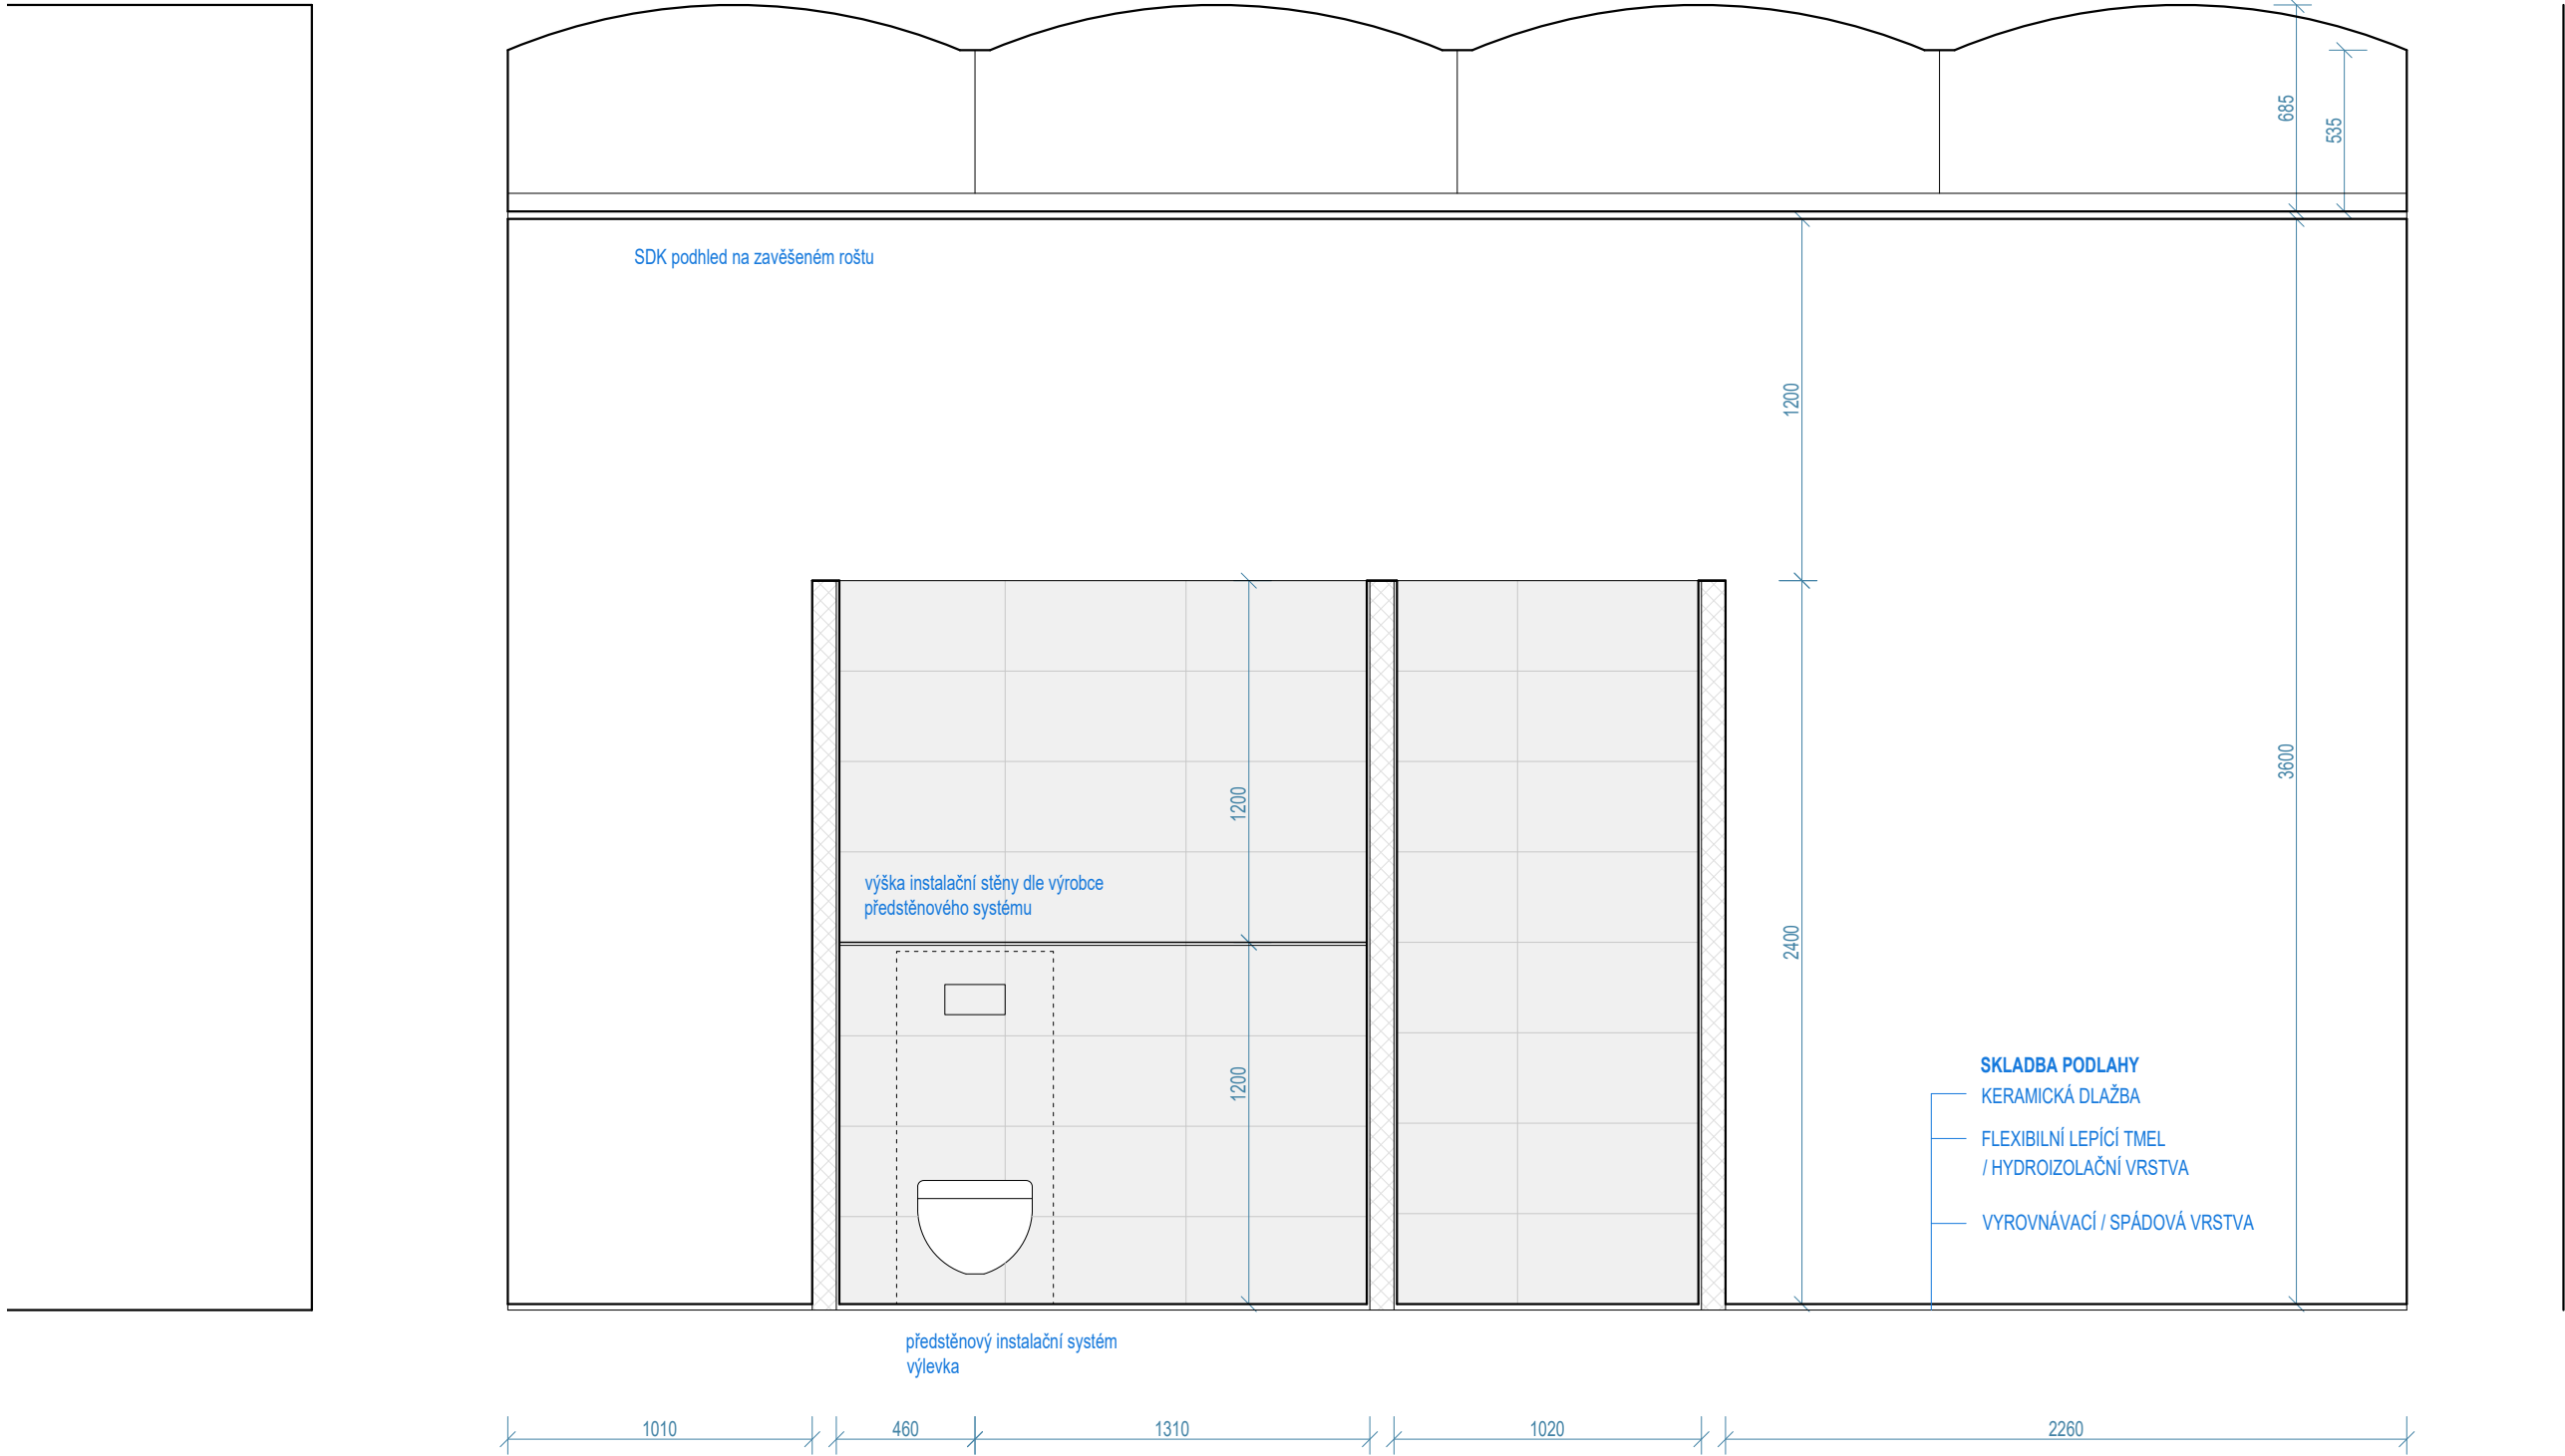 685
535
SDK podhled na zavěšeném roštu
1200
3600
1200
výška instalační stěny dle výrobce
předstěnového systému
2400
1200
SKLADBA PODLAHY
KERAMICKÁ DLAŽBA
FLEXIBILNÍ LEPÍCÍ TMEL
/ HYDROIZOLAČNÍ VRSTVA
VYROVNÁVACÍ / SPÁDOVÁ VRSTVA
předstěnový instalační systém
výlevka
1010
460
1310
1020
2260